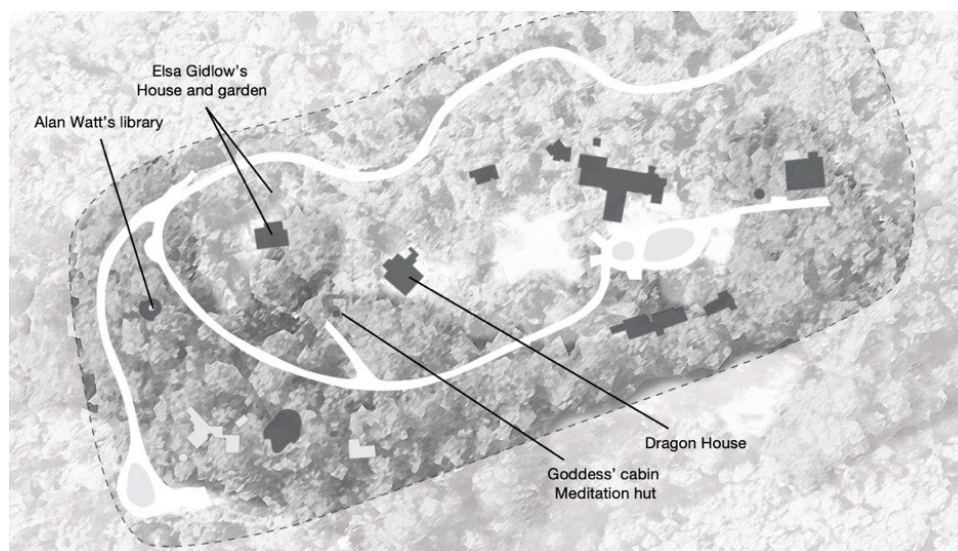 Elsa Gidlow’s
House and garden
Alan Watt’s library
Dragon House
Goddess’ cabin
Meditation hut